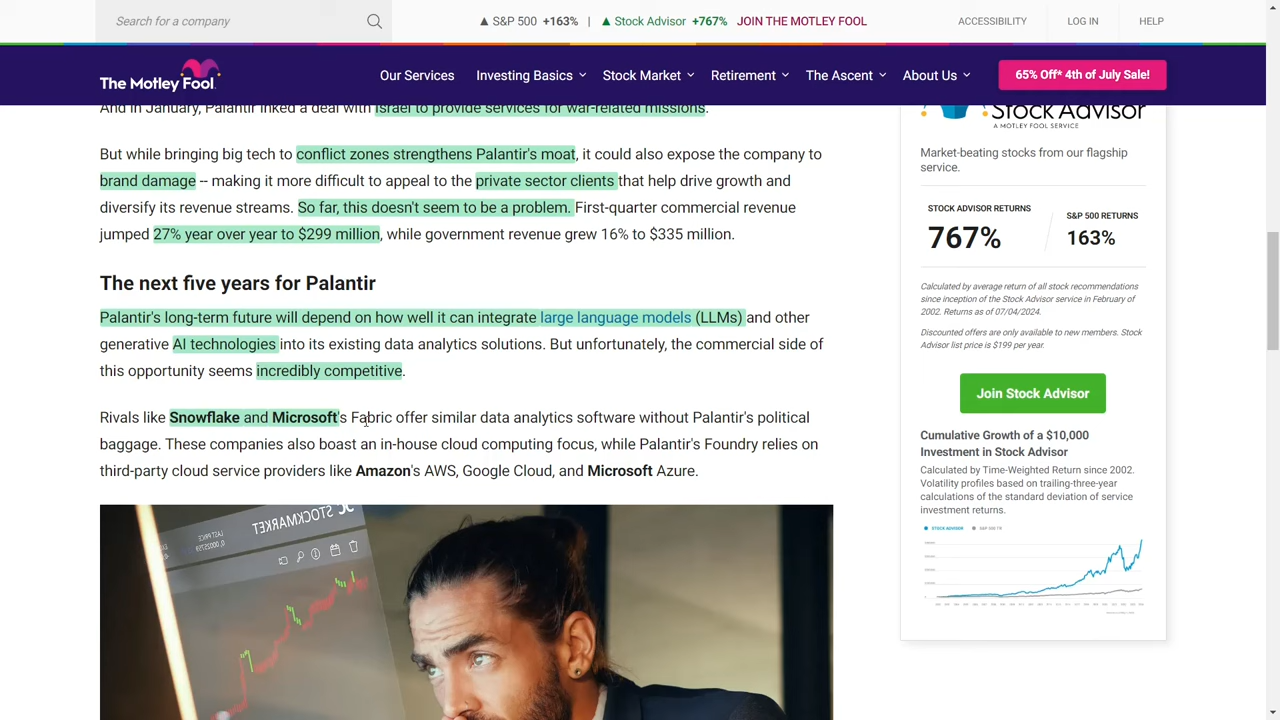 Search for a company
▲ S&P 500 +163% | ▲ Stock Advisor +767% JOIN THE MOTLEY FOOL
ACCESSIBILITY LOG IN HELP
The Motley Fool
Our Services Investing Basics Stock Market Retirement The Ascent About Us
65% Off* 4th of July Sale!
And in January, Palantir inked a deal with Israel to provide services for war-related missions.
But while bringing big tech to conflict zones strengthens Palantir's moat, it could also expose the company to
brand damage -- making it more difficult to appeal to the private sector clients that help drive growth and
diversify its revenue streams. So far, this doesn't seem to be a problem. First-quarter commercial revenue
jumped 27% year over year to $299 million, while government revenue grew 16% to $335 million.
The next five years for Palantir
Palantir's long-term future will depend on how well it can integrate large language models (LLMs) and other
generative AI technologies into its existing data analytics solutions. But unfortunately, the commercial side of
this opportunity seems incredibly competitive.
Rivals like Snowflake and Microsoft's Fabric offer similar data analytics software without Palantir's political
baggage. These companies also boast an in-house cloud computing focus, while Palantir's Foundry relies on
third-party cloud service providers like Amazon's AWS, Google Cloud, and Microsoft Azure.
STOCKMARKET
LAST PRICE
Stock Advisor
A MOTLEY FOOL SERVICE
Market-beating stocks from our flagship
service.
STOCK ADVISOR RETURNS
767%
S&P 500 RETURNS
163%
Calculated by average return of all stock recommendations
since inception of the Stock Advisor service in February of
2002. Returns as of 07/04/2024.
Discounted offers are only available to new members. Stock
Advisor list price is $199 per year.
Join Stock Advisor
Cumulative Growth of a $10,000
Investment in Stock Advisor
Calculated by Time-Weighted Return since 2002.
Volatility profiles based on trailing-three-year
calculations of the standard deviation of service
investment returns.
STOCK ADVISOR S&P 500 TR